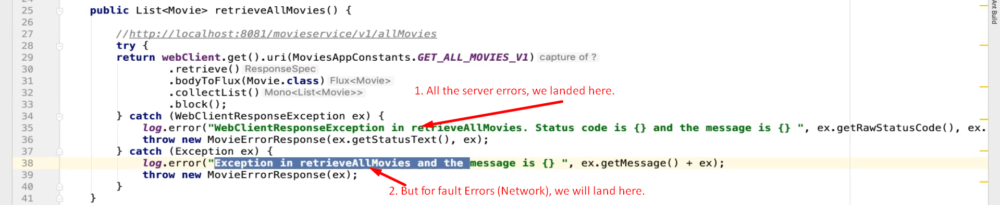 25 public List<Movie> retrieveAllMovies() {
26
27 //http://localhost:8081/movieservice/v1/allMovies
28 try {
29 return webClient.get().uri(MoviesAppConstants.GET_ALL_MOVIES_V1) capture of ?
30 .retrieve() ResponseSpec
31 .bodyToFlux(Movie.class) Flux<Movie>
32 .collectList() Mono<List<Movie>>
1. All the server errors, we landed here.
33 .block();
34 } catch (WebClientResponseException ex) {
35 log.error("WebClientResponseException in retrieveAllMovies. Status code is {} and the message is {} ", ex.getRawStatusCode(), ex.
36 throw new MovieErrorResponse(ex.getStatusText(), ex);
37 } catch (Exception ex) {
38 log.error("Exception in retrieveAllMovies and the message is {} ", ex.getMessage() + ex);
39 throw new MovieErrorResponse(ex);
40 }
2. But for fault Errors (Network), we will land here.
41 }
Ant Build